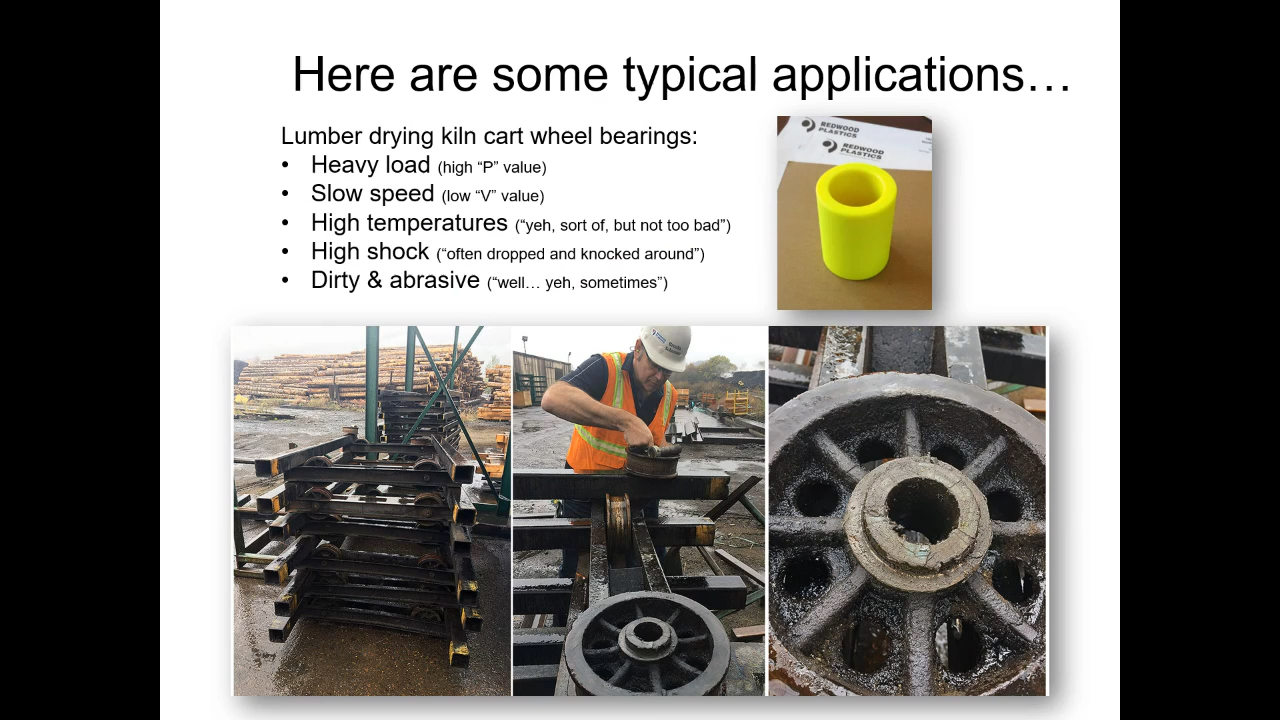 Here are some typical applications…
Lumber drying kiln cart wheel bearings:
• Heavy load (high “P” value)
• Slow speed (low “V” value)
• High temperatures (“yeh, sort of, but not too bad”)
• High shock (“often dropped and knocked around”)
• Dirty & abrasive (“well… yeh, sometimes”)
REDWOOD
PLASTICS
REDWOOD
PLASTICS